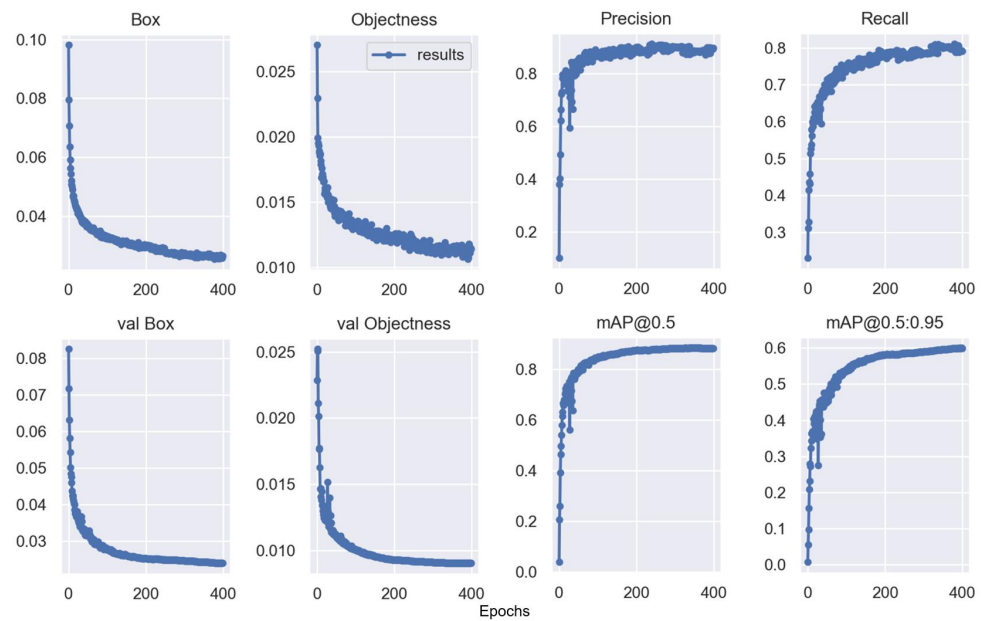 Box
Objectness
Precision
Recall
0.10
0.08
0.06
0.04
0 200 400
results
0.025
0.020
0.015
0.010
0 200 400
0.8
0.6
0.4
0.2
0 200 400
0.8
0.7
0.6
0.5
0.4
0.3
0 200 400
val Box
val Objectness
mAP@0.5
mAP@0.5:0.95
0.08
0.07
0.06
0.05
0.04
0.03
0 200 400
0.025
0.020
0.015
0.010
0 200 400
0.8
0.6
0.4
0.2
0.0
0 200 400
0.6
0.5
0.4
0.3
0.2
0.1
0.0
0 200 400
Epochs